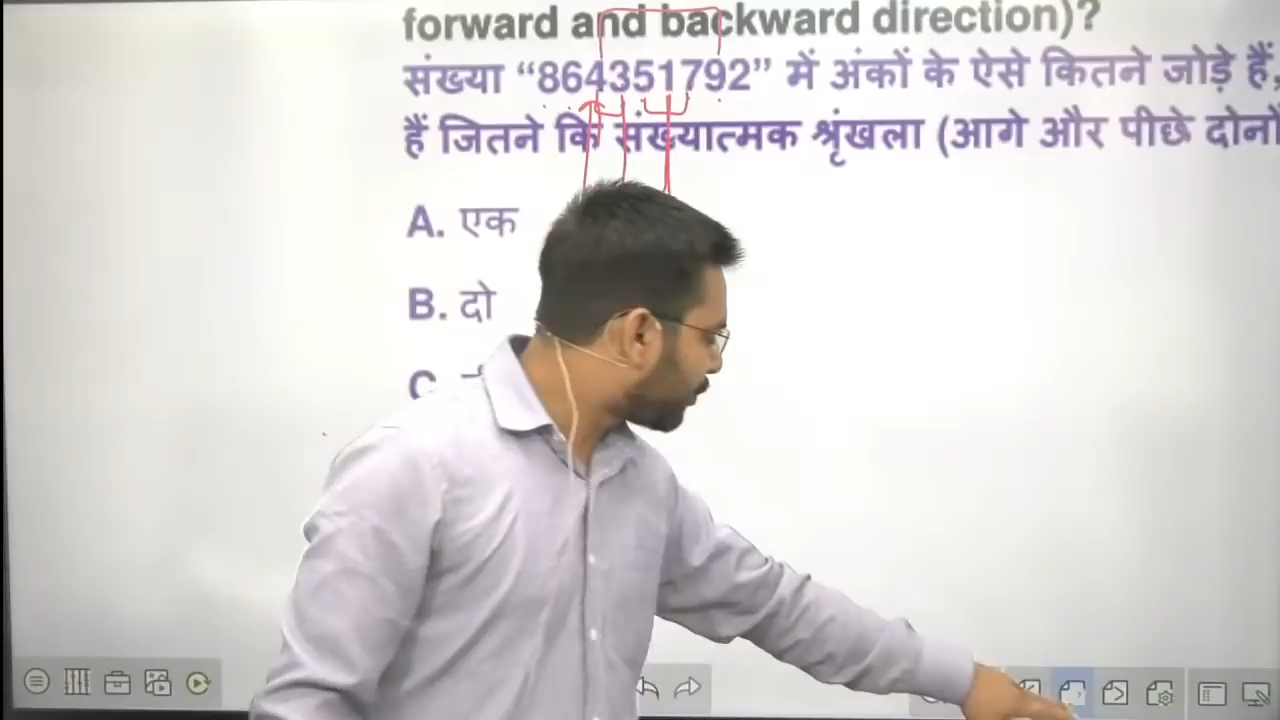 forward and backward direction)?
संख्या “864351792” में अंकों के ऐसे कितने जोड़े हैं,
हैं जितने कि संख्यात्मक श्रृंखला (आगे और पीछे दोनों
A. एक
B. दो
C.